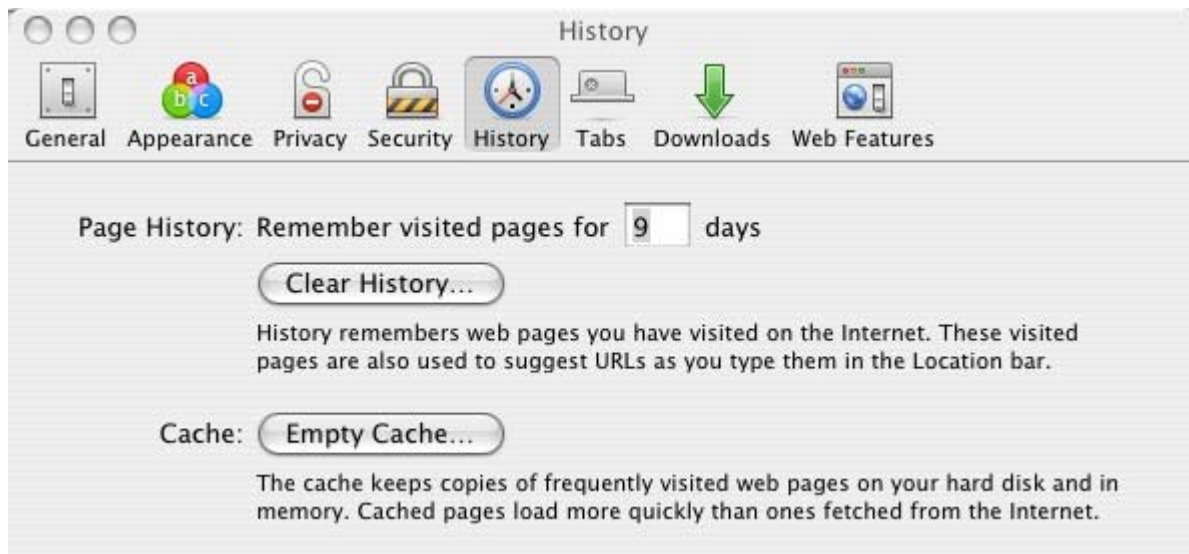 History
General Appearance Privacy Security History Tabs Downloads Web Features
Page History: Remember visited pages for 9 days
Clear History...
History remembers web pages you have visited on the Internet. These visited
pages are also used to suggest URLs as you type them in the Location bar.
Cache: Empty Cache...
The cache keeps copies of frequently visited web pages on your hard disk and in
memory. Cached pages load more quickly than ones fetched from the Internet.